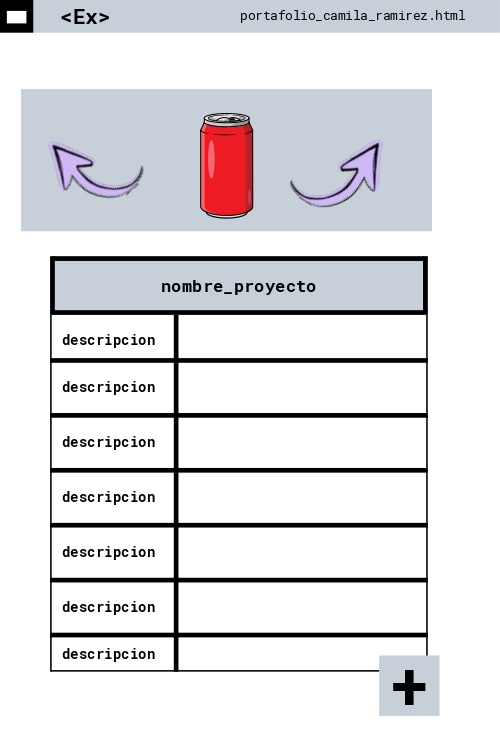 <Ex>
portafolio_camila_ramirez.html
nombre_proyecto
descripcion
descripcion
descripcion
descripcion
descripcion
descripcion
descripcion
+